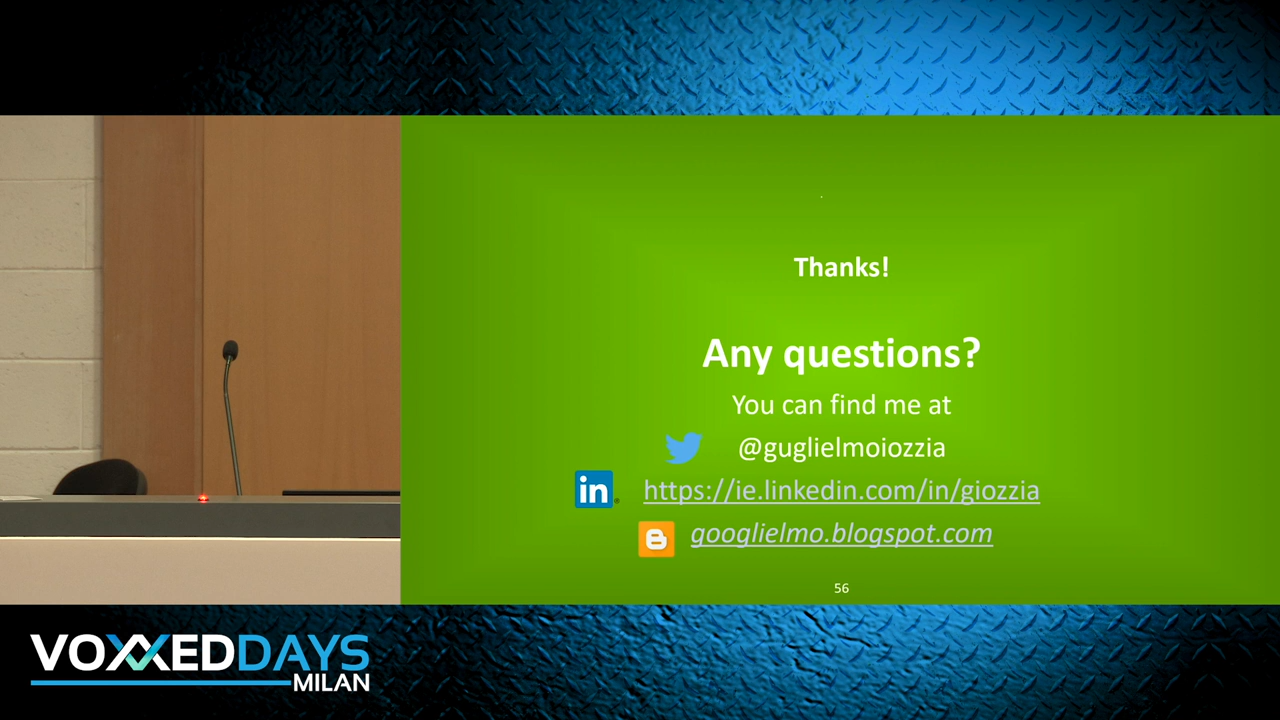 Thanks!
Any questions?
You can find me at
@guglielmoiozzia
in
https://ie.linkedin.com/in/giozzia
googlielmo.blogspot.com
56
VOXXEDDAYS
MILAN